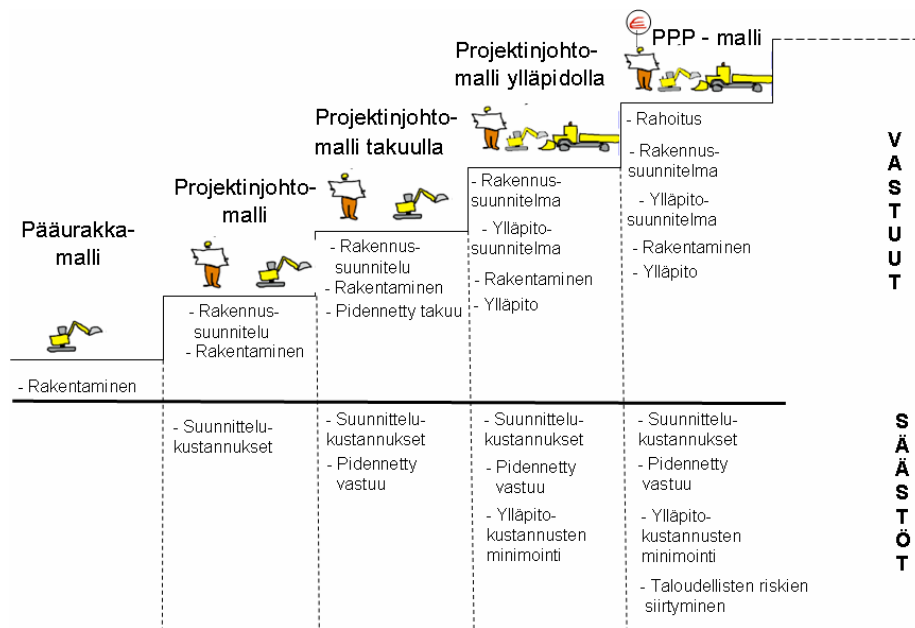 Pääurakka-
malli
- Rakentaminen
Projektinjohto-
malli
- Rakennus-
suunnitelu
- Rakentaminen
- Suunnittelu-
kustannukset
Projektinjohto-
malli takuulla
- Rakennus-
suunnitelu
- Rakentaminen
- Pidennetty takuu
- Suunnittelu-
kustannukset
- Pidennetty
vastuu
Projektinjohto-
malli ylläpidolla
- Rakennus-
suunnitelma
- Ylläpito-
suunnitelma
- Rakentaminen
- Ylläpito
- Suunnittelu-
kustannukset
- Pidennetty
vastuu
- Ylläpito-
kustannusten
minimointi
PPP - malli
- Rahoitus
- Rakennus-
suunnitelma
- Ylläpito-
suunnitelma
- Rakentaminen
- Ylläpito
- Suunnittelu-
kustannukset
- Pidennetty
vastuu
- Ylläpito-
kustannusten
minimointi
- Taloudellisten riskien
siirtyminen
VASTUUT
SÄÄSTÖT